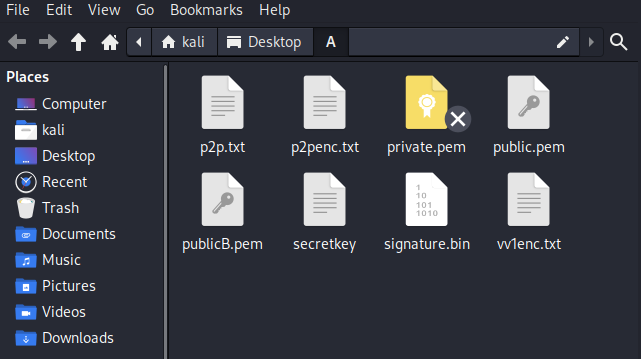 File Edit View Go Bookmarks Help
kali Desktop A
Places
Computer
kali
Desktop
Recent
Trash
Documents
Music
Pictures
Videos
Downloads
p2p.txt p2penc.txt private.pem public.pem
1
10
101
1010
publicB.pem secretkey signature.bin vv1enc.txt